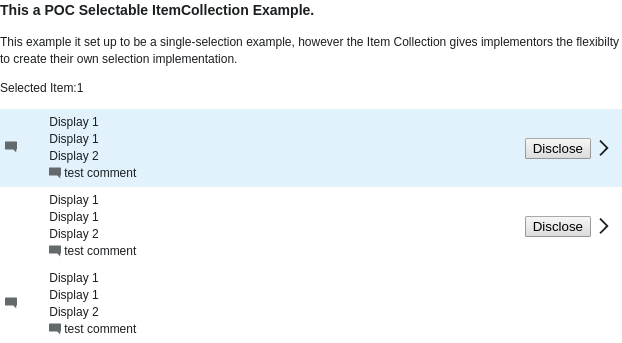 This a POC Selectable ItemCollection Example.
This example it set up to be a single-selection example, however the Item Collection gives implementors the flexibilty
to create their own selection implementation.
Selected Item:1
Display 1
Display 1
Display 2
test comment
Disclose
Display 1
Display 1
Display 2
test comment
Disclose
Display 1
Display 1
Display 2
test comment